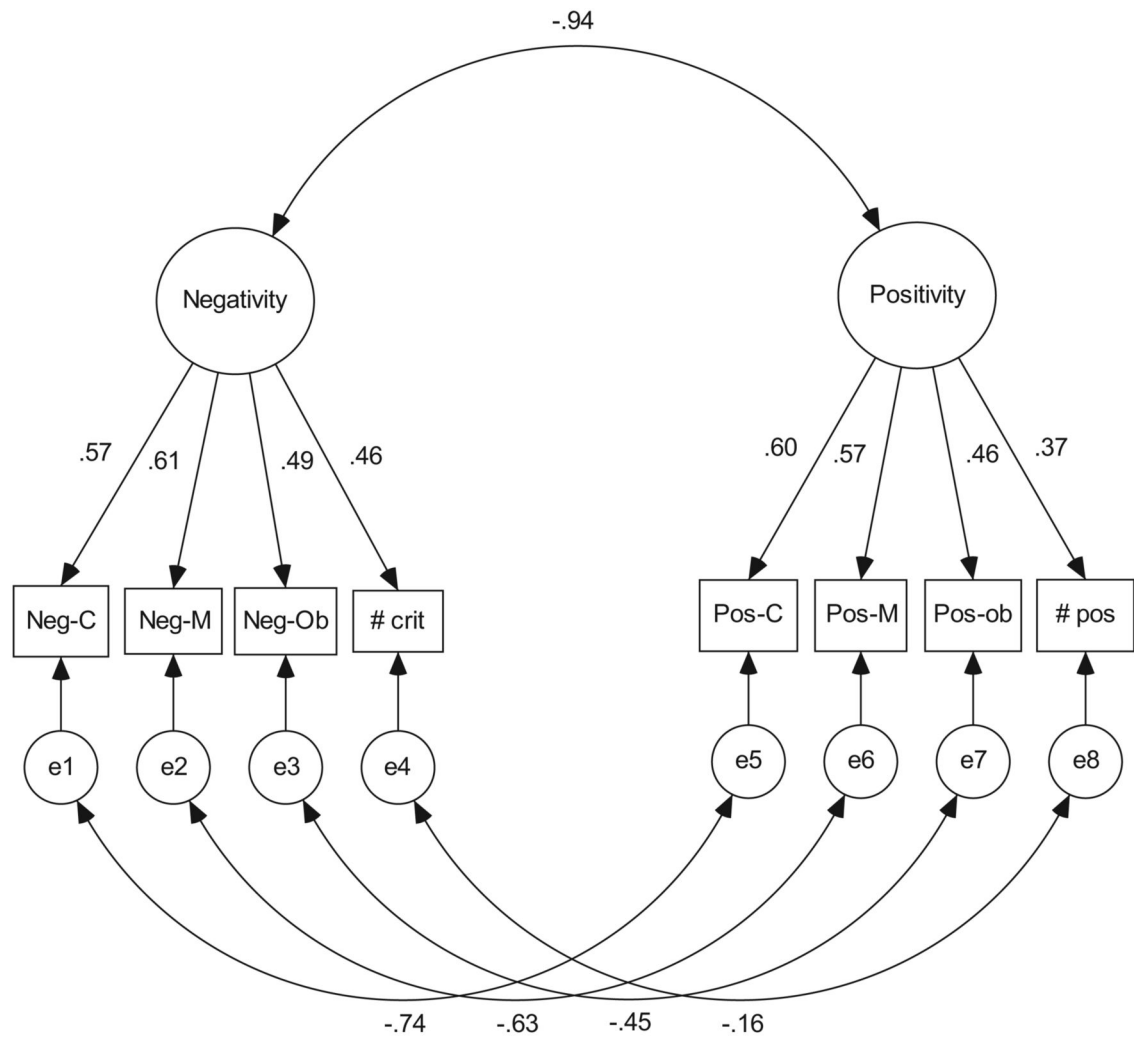 -.94
Negativity
Positivity
.57
.61
.49
.46
.60
.57
.46
.37
Neg-C
Neg-M
Neg-Ob
# crit
Pos-C
Pos-M
Pos-ob
# pos
e1
e2
e3
e4
e5
e6
e7
e8
-.74
-.63
-.45
-.16